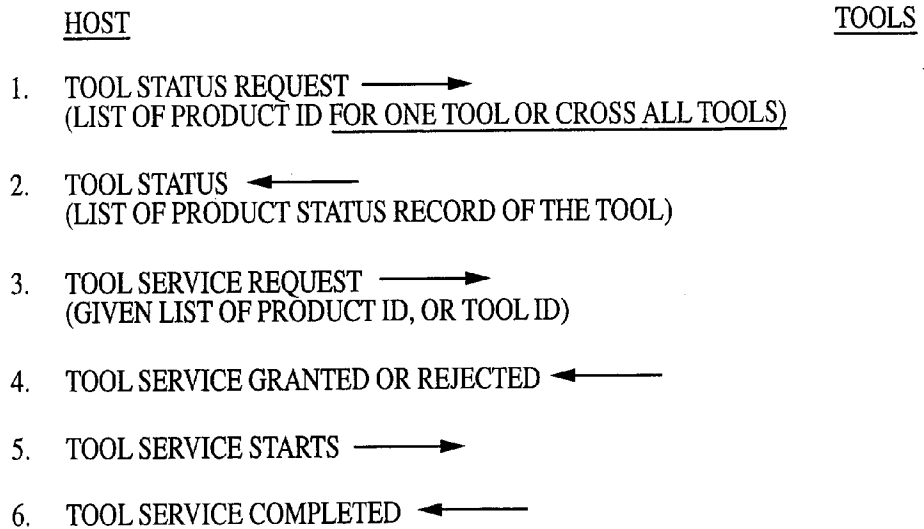 HOST TOOLS
1. TOOL STATUS REQUEST
(LIST OF PRODUCT ID FOR ONE TOOL OR CROSS ALL TOOLS)
2. TOOL STATUS
(LIST OF PRODUCT STATUS RECORD OF THE TOOL)
3. TOOL SERVICE REQUEST
(GIVEN LIST OF PRODUCT ID, OR TOOL ID)
4. TOOL SERVICE GRANTED OR REJECTED
5. TOOL SERVICE STARTS
6. TOOL SERVICE COMPLETED